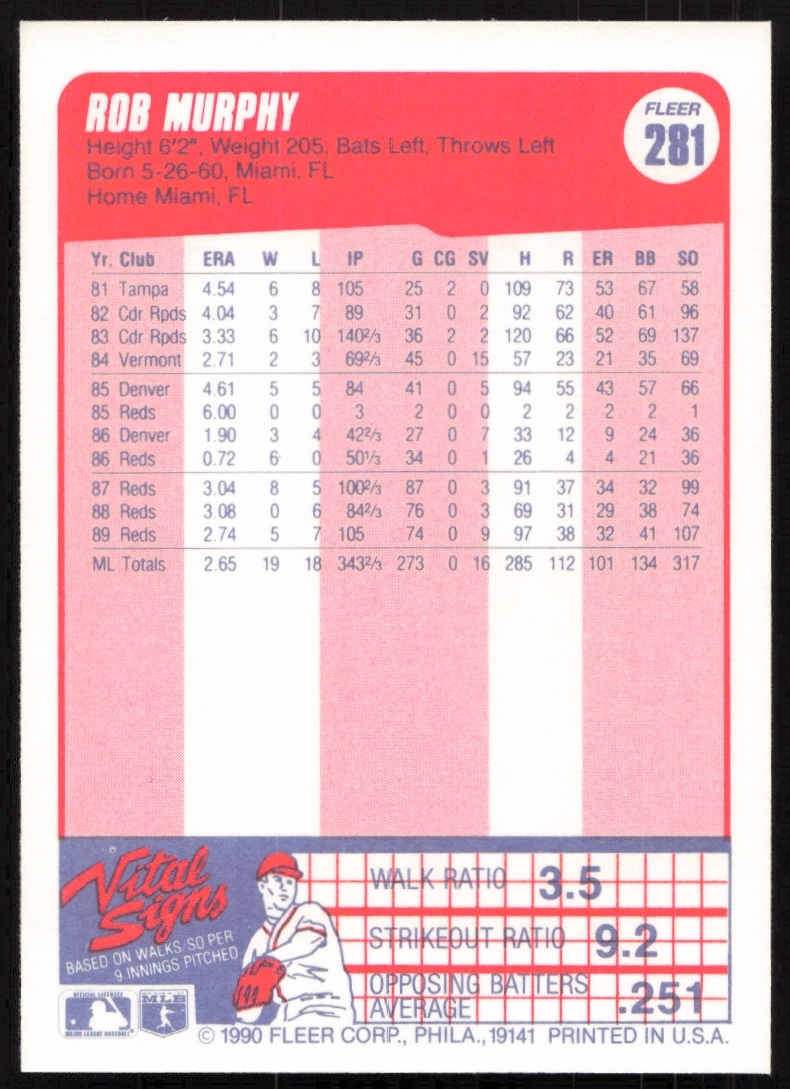 ROB MURPHY
FLEER
281
Height 6'2", Weight 205, Bats Left, Throws Left
Born 5-26-60, Miami, FL
Home Miami, FL
Yr. Club ERA W L IP G CG SV H R ER BB SO
81 Tampa 4.54 6 8 105 25 2 0 109 73 53 67 58
82 Cdr Rpds 4.04 3 7 89 31 0 2 92 62 40 61 96
83 Cdr Rpds 3.33 6 10 1402/3 36 2 2 120 66 52 69 137
84 Vermont 2.71 2 3 692/3 45 0 15 57 23 21 35 69
85 Denver 4.61 5 5 84 41 0 5 94 55 43 57 66
85 Reds 6.00 0 0 3 2 0 0 2 2 2 2 1
86 Denver 1.90 3 4 422/3 27 0 7 33 12 9 24 36
86 Reds 0.72 6 0 501/3 34 0 1 26 4 4 21 36
87 Reds 3.04 8 5 1002/3 87 0 3 91 37 34 32 99
88 Reds 3.08 0 6 842/3 76 0 3 69 31 29 38 74
89 Reds 2.74 5 7 105 74 0 9 97 38 32 41 107
ML Totals 2.65 19 18 3432/3 273 0 16 285 112 101 134 317
Vital
Signs
BASED ON WALKS/SO PER
9 INNINGS PITCHED
WALK RATIO 3.5
STRIKEOUT RATIO 9.2
OPPOSING BATTERS
AVERAGE .251
OFFICIAL LICENSEE
MAJOR LEAGUE BASEBALL
MLB
© 1990 FLEER CORP., PHILA., 19141 PRINTED IN U.S.A.